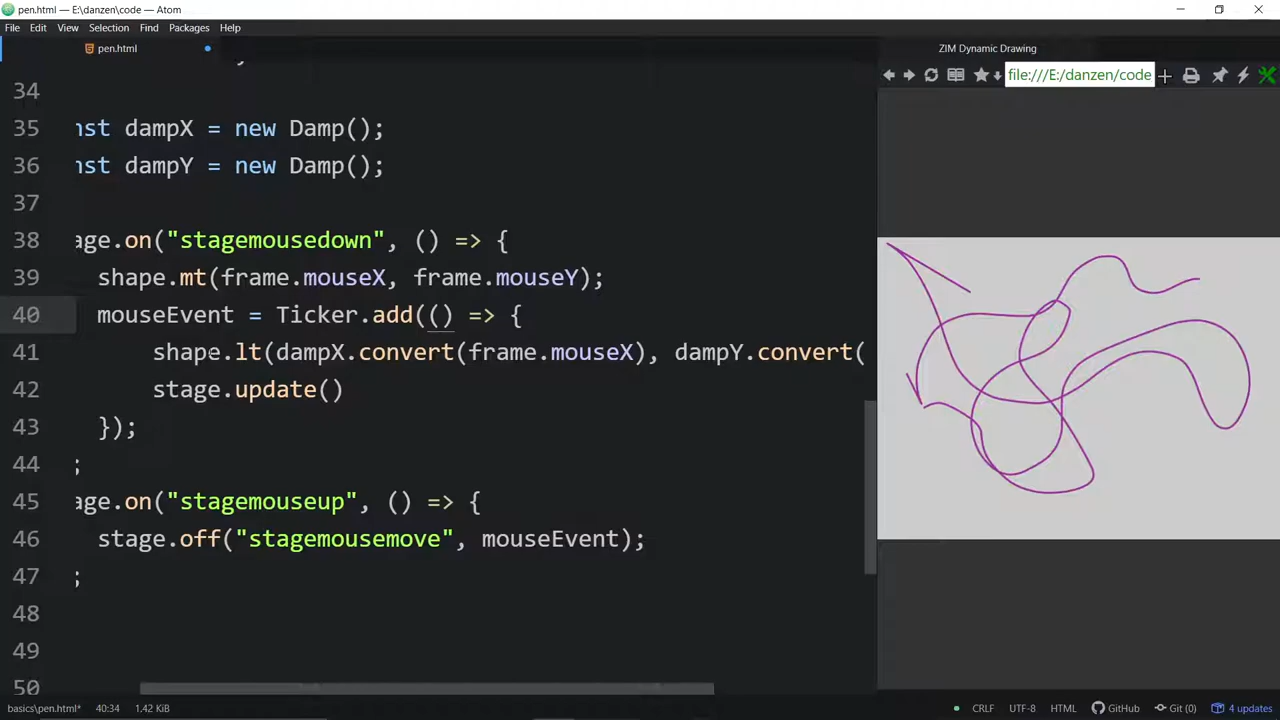 pen.html — E:\danzen\code — Atom
File Edit View Selection Find Packages Help
pen.html
ZIM Dynamic Drawing
file:///E:/danzen/code
34
35 nst dampX = new Damp();
36 nst dampY = new Damp();
37
38 age.on("stagemousedown", () => {
39 shape.mt(frame.mouseX, frame.mouseY);
40 mouseEvent = Ticker.add(() => {
41 shape.lt(dampX.convert(frame.mouseX), dampY.convert(
42 stage.update()
43 });
44 ;
45 age.on("stagemouseup", () => {
46 stage.off("stagemousemove", mouseEvent);
47 ;
48
49
50
basics\pen.html* 40:34 1.42 KiB CRLF UTF-8 HTML GitHub Git (0) 4 updates